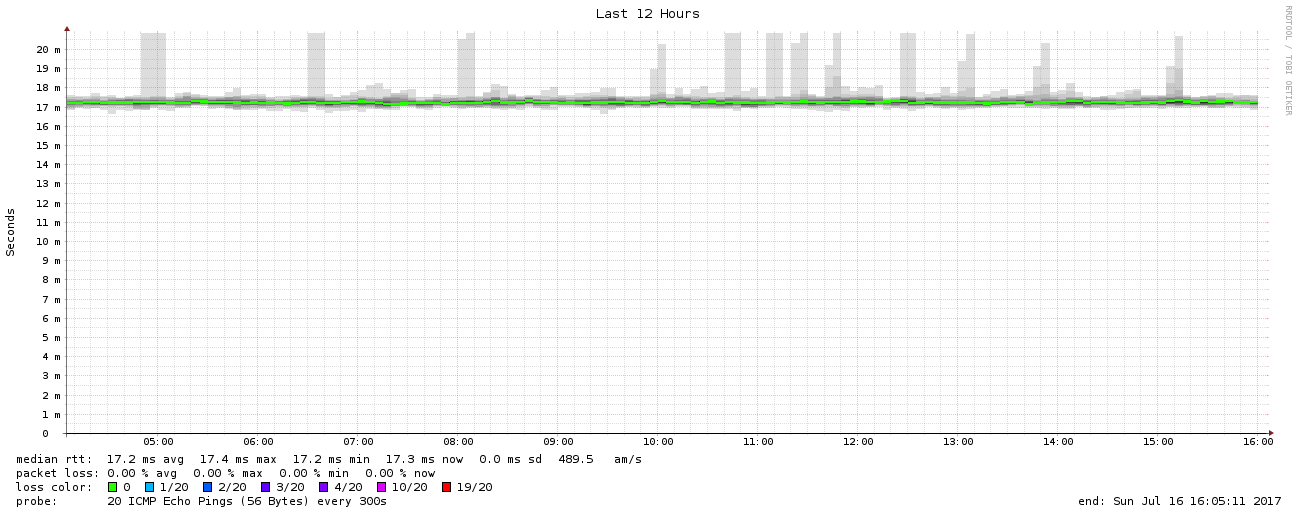 Last 12 Hours
RRDTOOL / TOBI OETIKER
Seconds
20 m
19 m
18 m
17 m
16 m
15 m
14 m
13 m
12 m
11 m
10 m
9 m
8 m
7 m
6 m
5 m
4 m
3 m
2 m
1 m
0
05:00 06:00 07:00 08:00 09:00 10:00 11:00 12:00 13:00 14:00 15:00 16:00
median rtt: 17.2 ms avg 17.4 ms max 17.2 ms min 17.3 ms now 0.0 ms sd 489.5 am/s
packet loss: 0.00 % avg 0.00 % max 0.00 % min 0.00 % now
loss color: 0 1/20 2/20 3/20 4/20 10/20 19/20
probe: 20 ICMP Echo Pings (56 Bytes) every 300s end: Sun Jul 16 16:05:11 2017